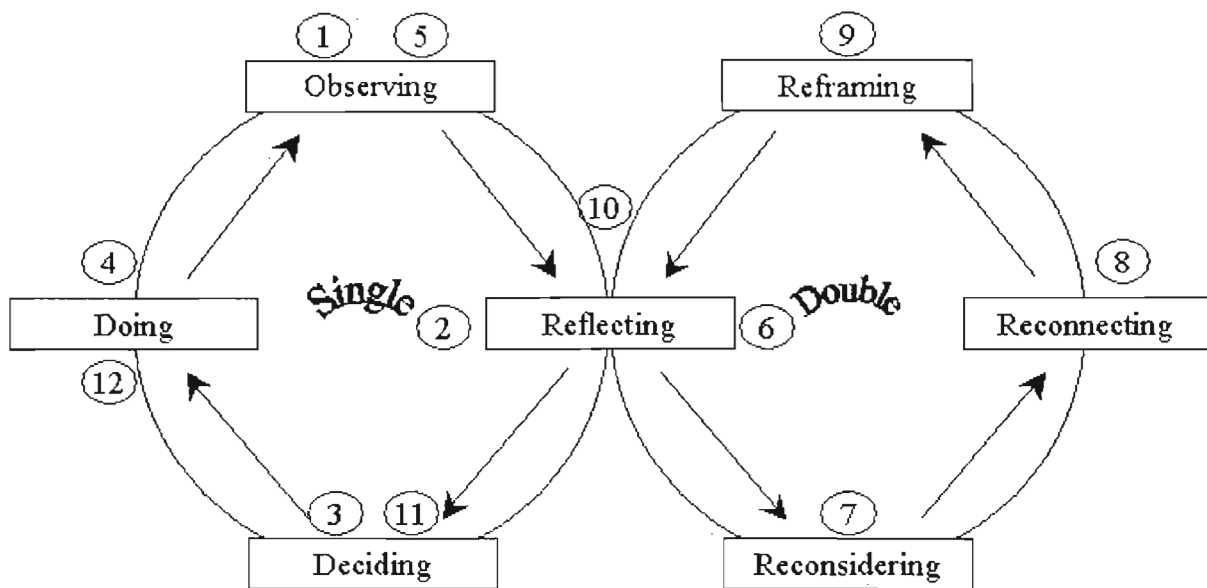 1 5 9
Observing Reframing
10
4 8
Single Double
Doing 2 Reflecting 6 Reconnecting
12
3 11 7
Deciding Reconsidering